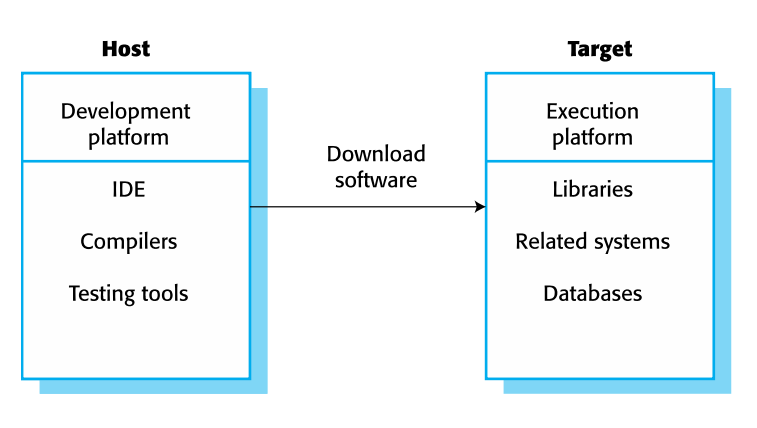 Host
Development
platform
IDE
Compilers
Testing tools
Download
software
Target
Execution
platform
Libraries
Related systems
Databases